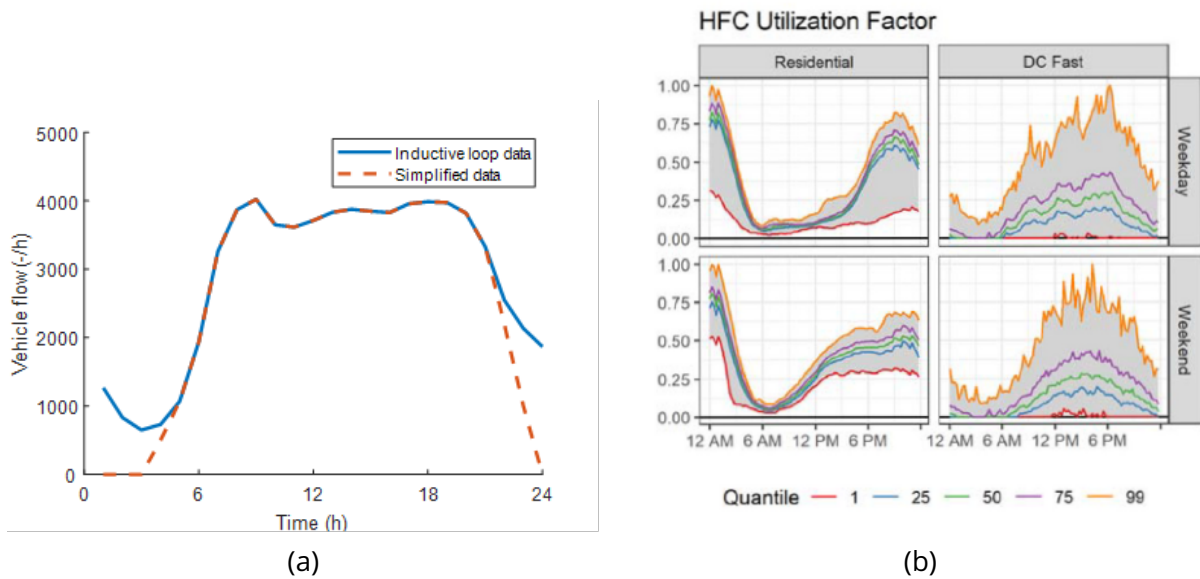 5000
4000
3000
2000
1000
0
Vehicle flow (-/h)
Inductive loop data
Simplified data
0 6 12 18 24
Time (h)
(a)
HFC Utilization Factor
Residential DC Fast
1.00
0.75
0.50
0.25
0.00
Weekday
1.00
0.75
0.50
0.25
0.00
Weekend
12 AM 6 AM 12 PM 6 PM 12 AM 6 AM 12 PM 6 PM
Quantile 1 25 50 75 99
(b)